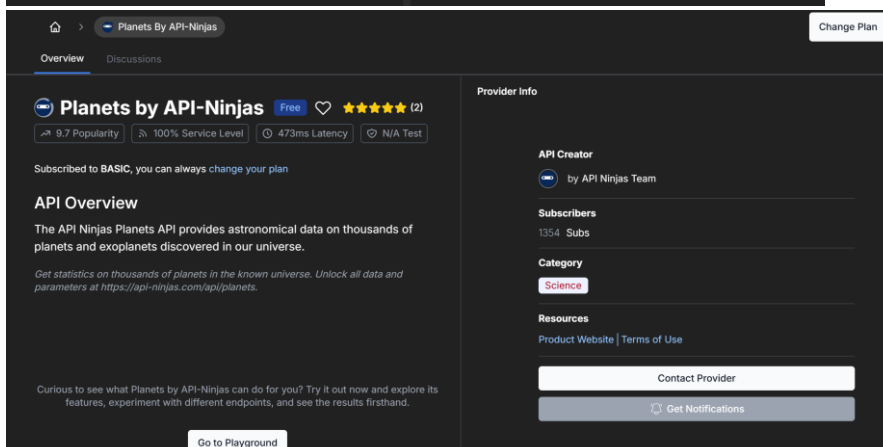 Planets By API-Ninjas
Change Plan
Overview
Discussions
Planets by API-Ninjas Free (2)
9.7 Popularity 100% Service Level 473ms Latency N/A Test
Subscribed to BASIC, you can always change your plan
API Overview
The API Ninjas Planets API provides astronomical data on thousands of
planets and exoplanets discovered in our universe.
Get statistics on thousands of planets in the known universe. Unlock all data and
parameters at https://api-ninjas.com/api/planets.
Curious to see what Planets by API-Ninjas can do for you? Try it out now and explore its
features, experiment with different endpoints, and see the results firsthand.
Go to Playground
Provider Info
API Creator
by API Ninjas Team
Subscribers
1354 Subs
Category
Science
Resources
Product Website | Terms of Use
Contact Provider
Get Notifications